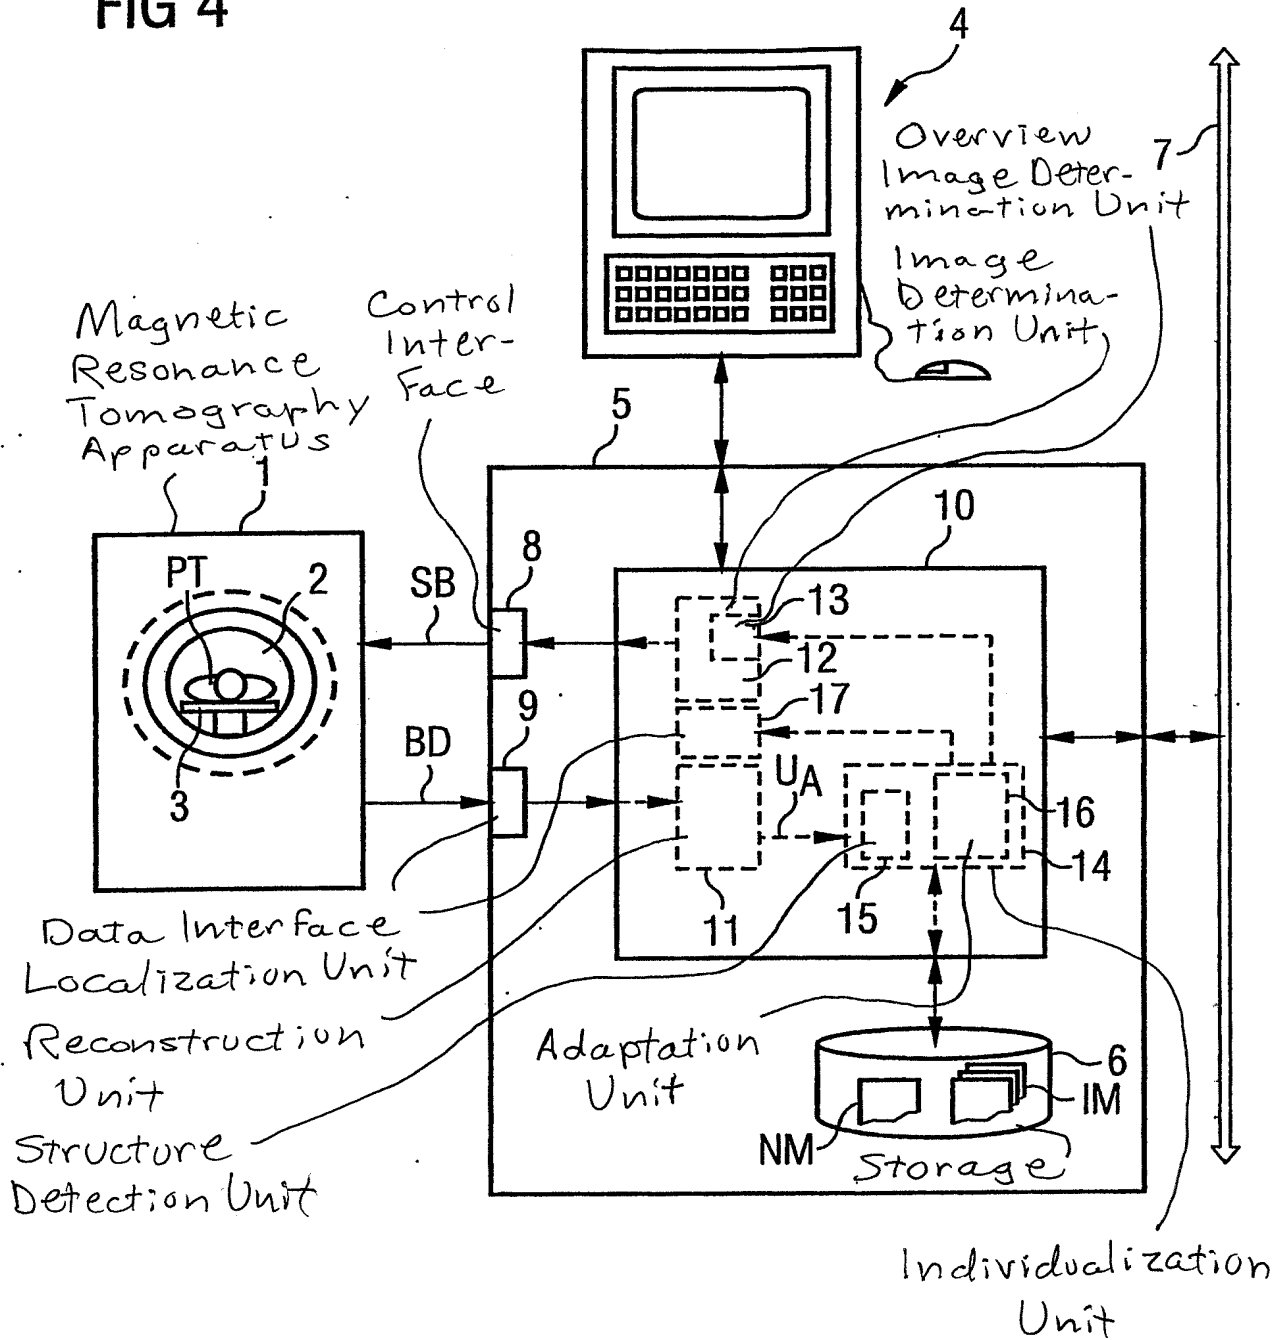 FIG 4
4
Overview
Image Deter-
mination Unit
7
Image
Determina-
tion Unit
Magnetic
Resonance
Tomography
Apparatus
Control
Inter-
Face
5
1
10
PT
2
SB
8
13
12
17
9
BD
3
UA
16
14
15
11
Data Interface
Localization Unit
Reconstruction
Unit
Adaptation
Unit
6
IM
NM
Storage
Structure
Detection Unit
Individualization
Unit